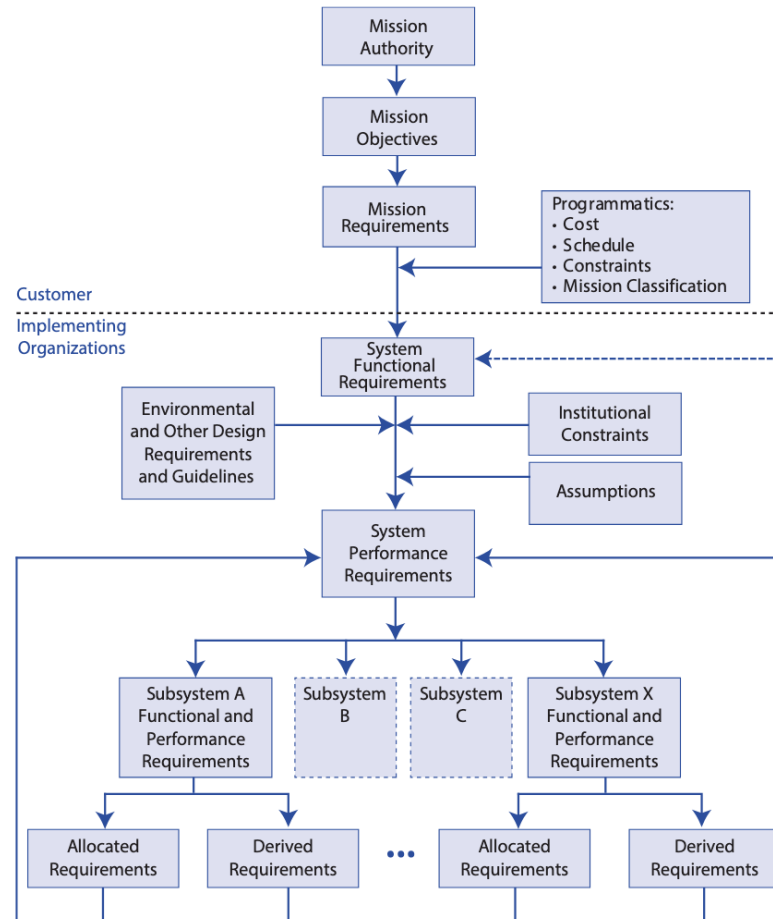 Mission
Authority
Mission
Objectives
Mission
Requirements
Programmatics:
• Cost
• Schedule
• Constraints
• Mission Classification
Customer
Implementing
Organizations
System
Functional
Requirements
Environmental
and Other Design
Requirements
and Guidelines
Institutional
Constraints
Assumptions
System
Performance
Requirements
Subsystem A
Functional and
Performance
Requirements
Subsystem
B
Subsystem
C
Subsystem X
Functional and
Performance
Requirements
Allocated
Requirements
Derived
Requirements
•••
Allocated
Requirements
Derived
Requirements